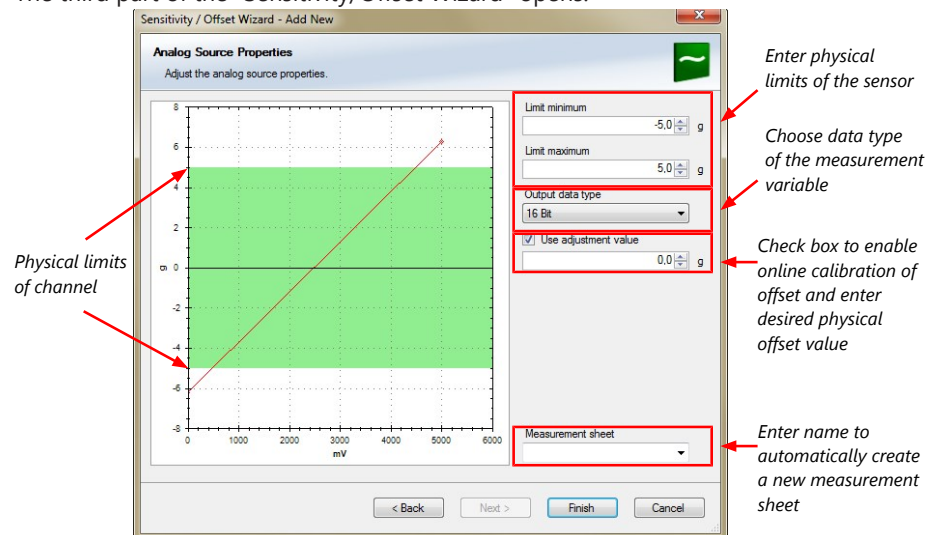 The third part of the "Sensitivity/Offset Wizard" opens.
Sensitivity / Offset Wizard - Add New
x
Analog Source Properties
Adjust the analog source properties.
Enter physical
limits of the sensor
Choose data type
of the measurement
variable
Check box to enable
online calibration of
offset and enter
desired physical
offset value
Enter name to
automatically create
a new measurement
sheet
Physical limits
of channel
8
6
4
2
0
-2
-4
-6
-8
g
0 1000 2000 3000 4000 5000 6000
mV
Limit minimum
-5,0 g
Limit maximum
5,0 g
Output data type
16 Bit
Use adjustment value
0,0 g
Measurement sheet
< Back Next > Finish Cancel